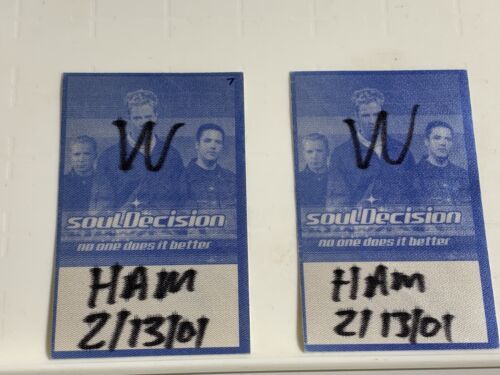 W
soulDecision
no one does it better
HAM
2/13/01
W
soulDecision
no one does it better
HAM
2/13/01